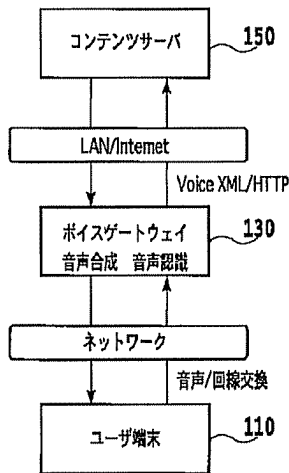 コンテンツサーバ
150
LAN/Internet
Voice XML/HTTP
ボイスゲートウェイ
音声合成 音声認識
130
ネットワーク
音声/回線交換
ユーザ端末
110